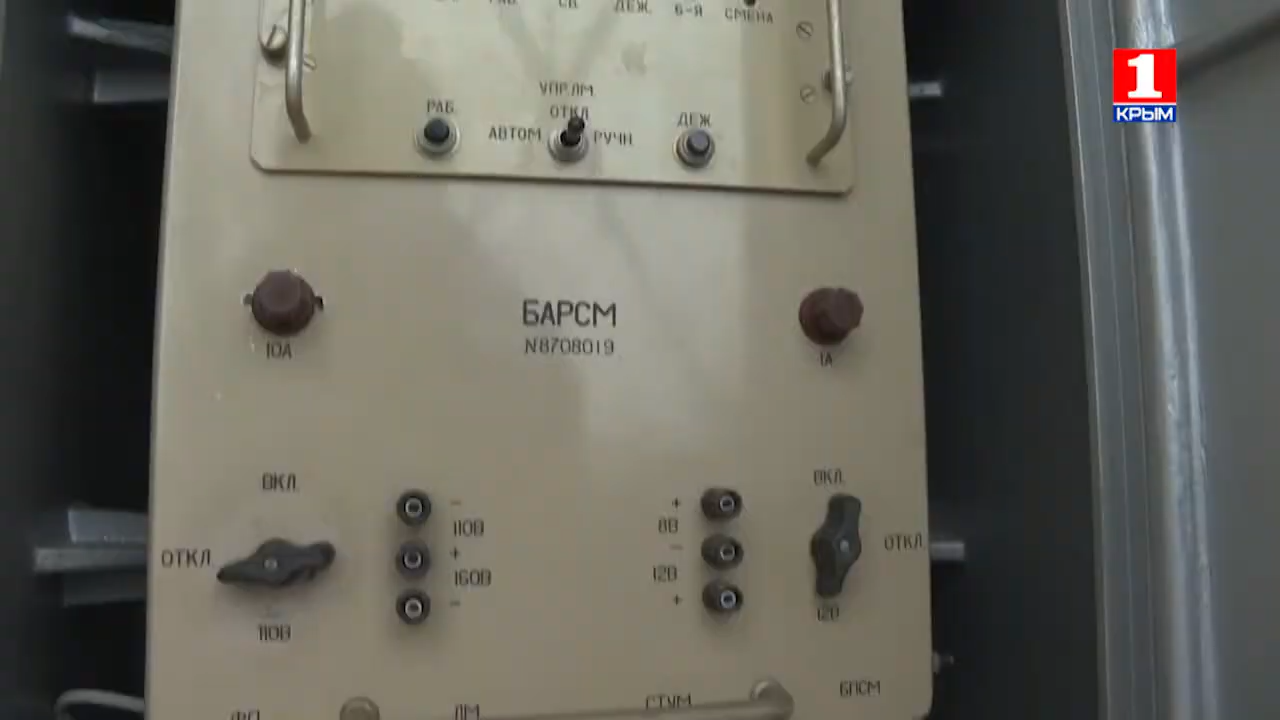 РАБ. СВ. ДЕЖ. 6-Я СМЕНА
1
КРЫМ
УПР.ЛМ.
РАБ. ОТКЛ ДЕЖ
АВТОМ РУЧН
БАРСМ
N8708019
10А 1А
ВКЛ. ВКЛ.
110В + 8В
160В 12В
ОТКЛ. ОТКЛ.
110В 12В
БПСМ
ЛМ СТУМ